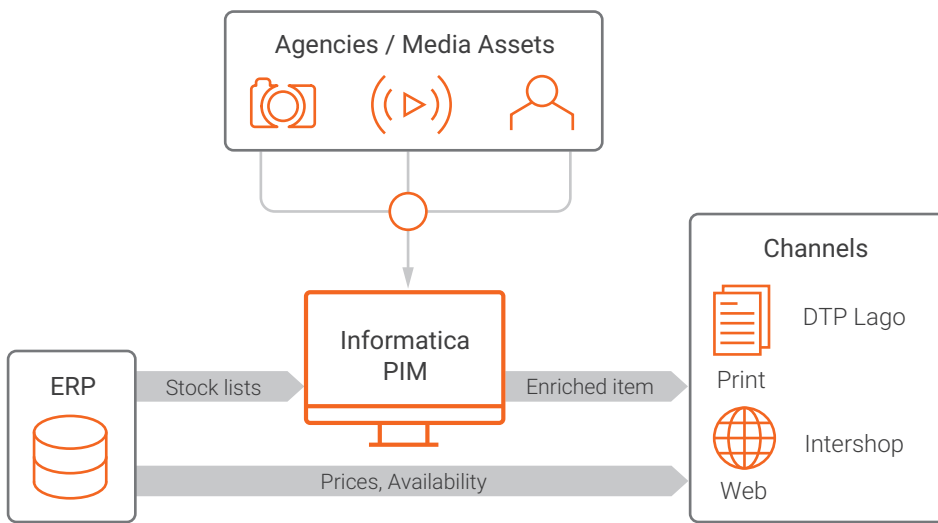 Agencies / Media Assets
Channels
DTP Lago
Print
Intershop
Web
Informatica
PIM
ERP
Stock lists
Enriched item
Prices, Availability